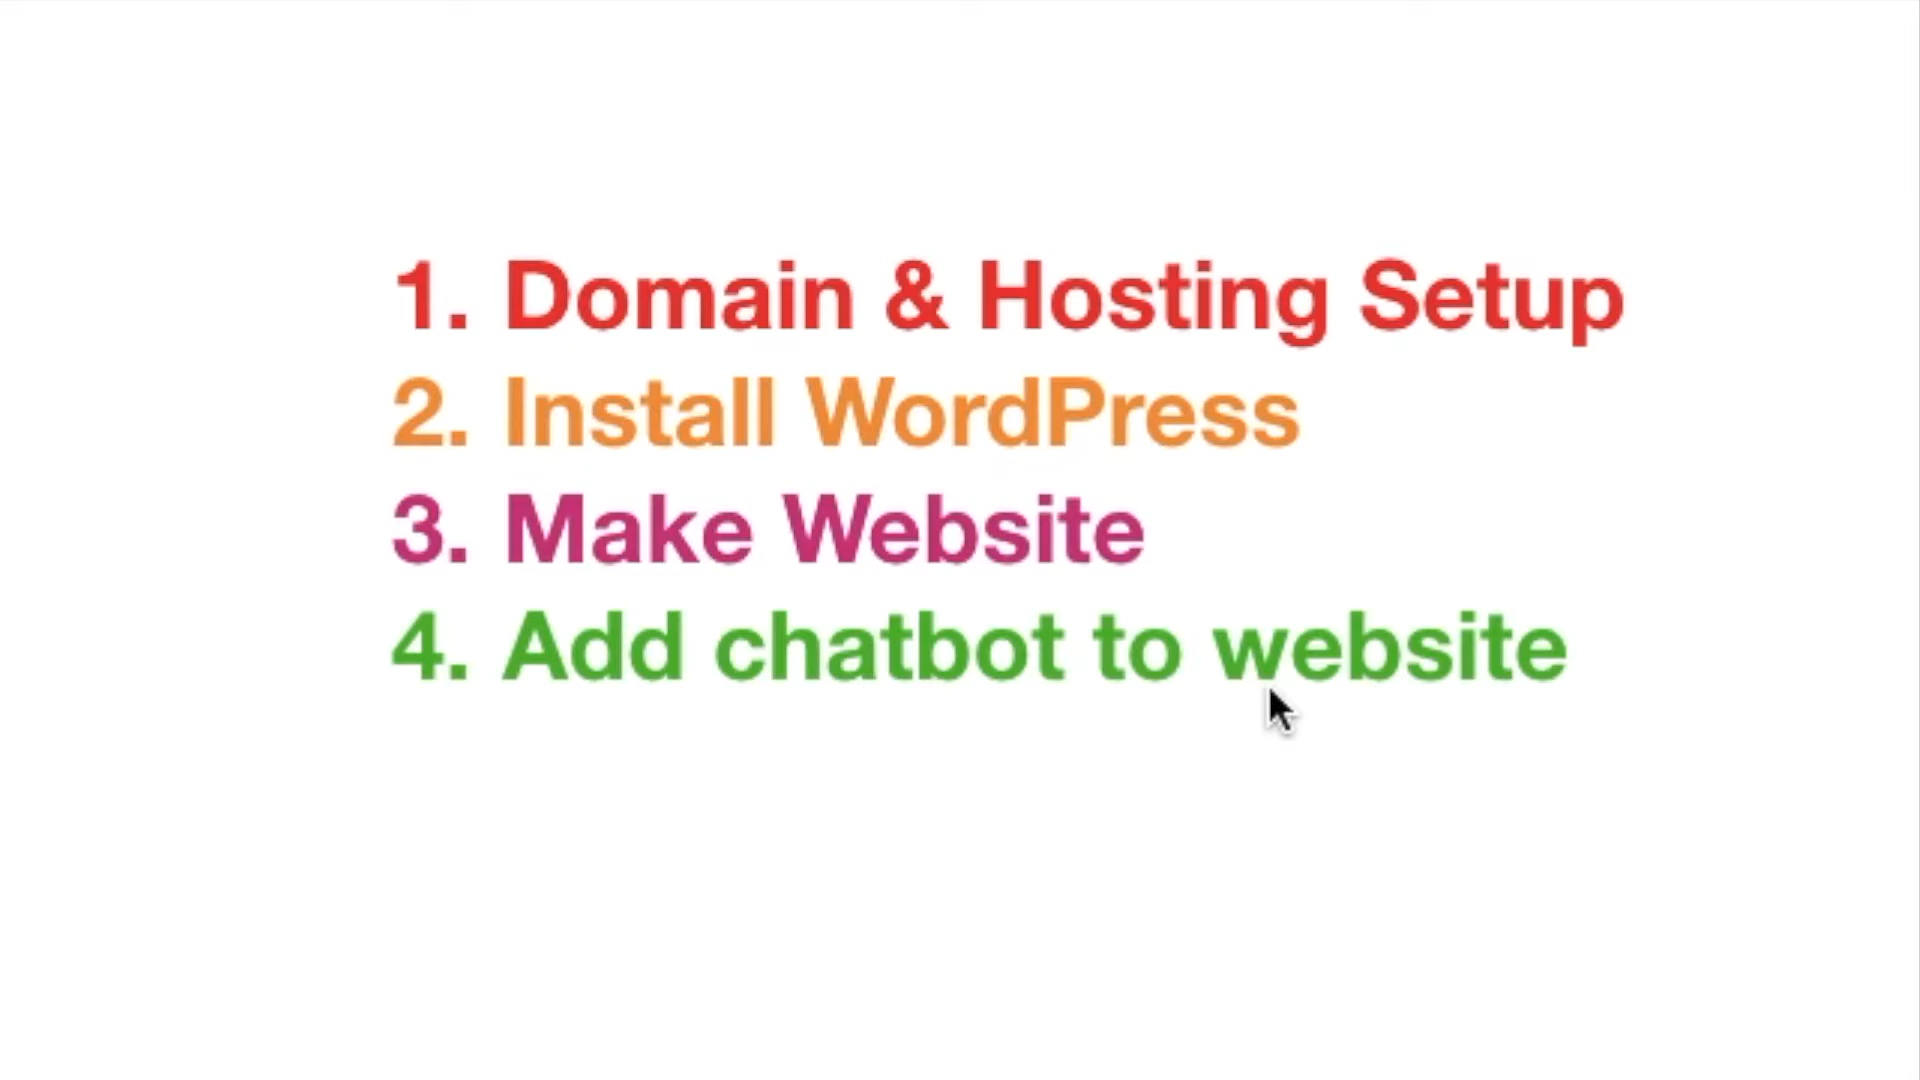 1. Domain & Hosting Setup
2. Install WordPress
3. Make Website
4. Add chatbot to website